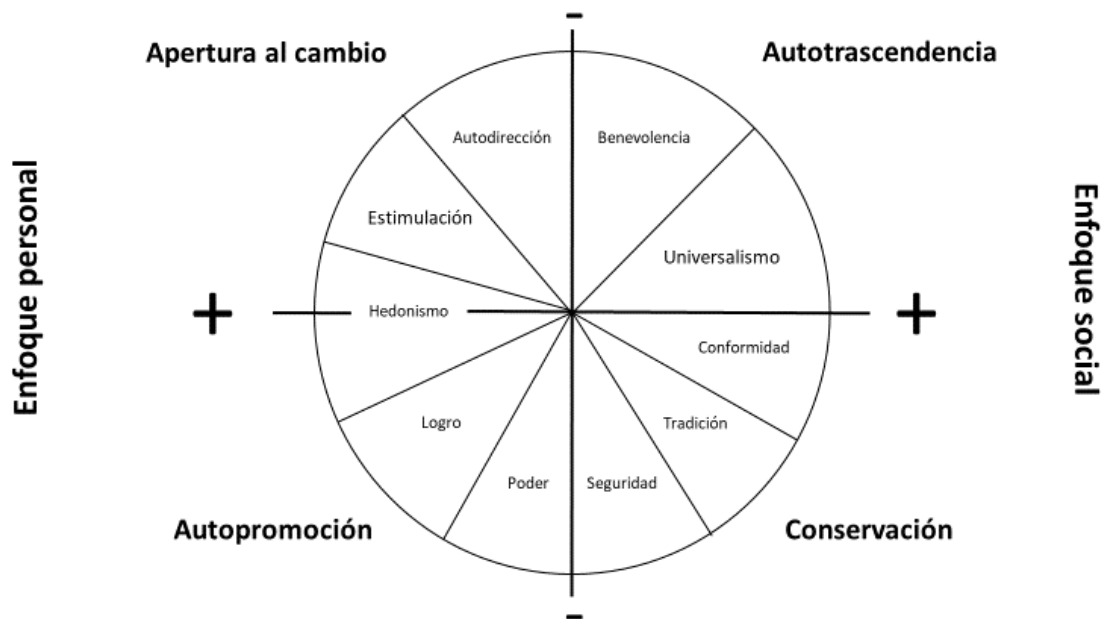 -
Apertura al cambio
Autotrascendencia
Autodirección
Benevolencia
Enfoque personal
Enfoque social
Estimulación
Universalismo
+
Hedonismo
+
Conformidad
Logro
Tradición
Poder
Seguridad
Autopromoción
Conservación
-